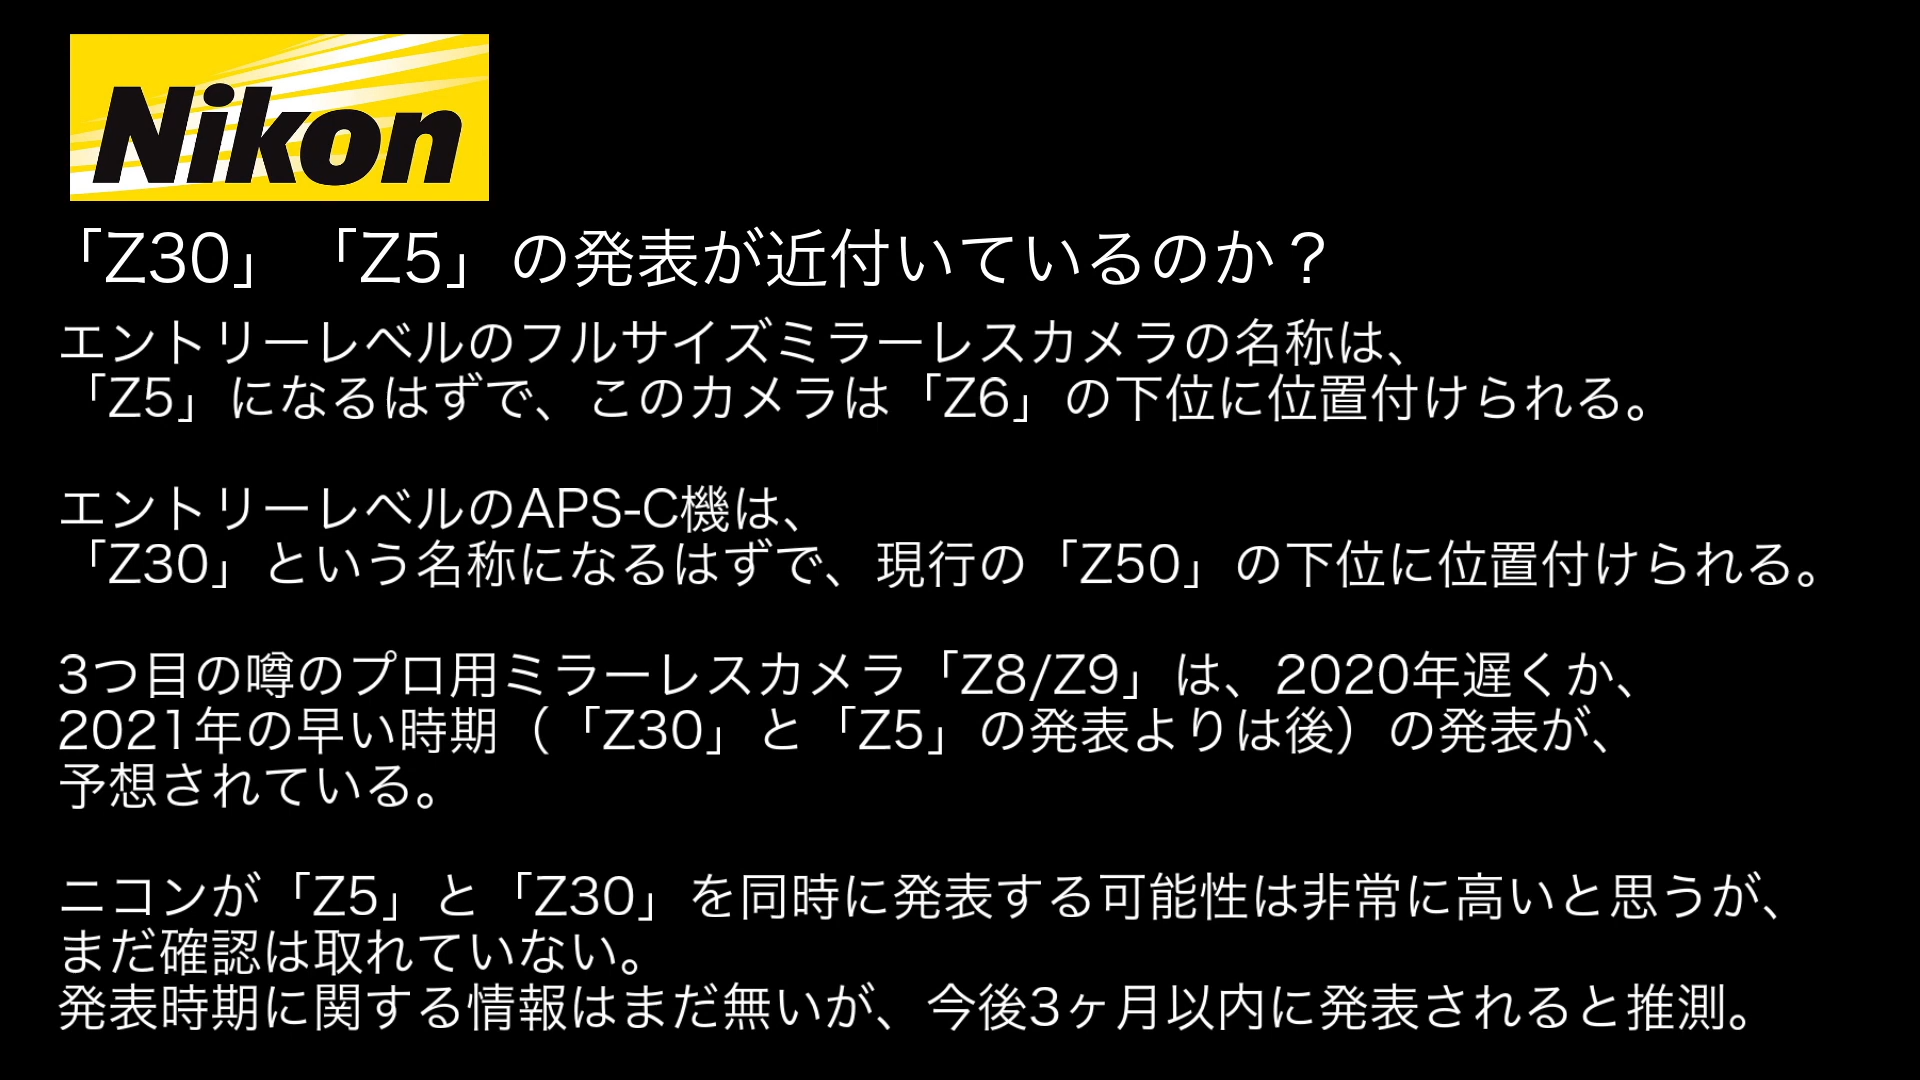 Nikon
「Z30」「Z5」の発表が近付いているのか？
エントリーレベルのフルサイズミラーレスカメラの名称は、
「Z5」になるはずで、このカメラは「Z6」の下位に位置付けられる。
エントリーレベルのAPS-C機は、
「Z30」という名称になるはずで、現行の「Z50」の下位に位置付けられる。
3つ目の噂のプロ用ミラーレスカメラ「Z8/Z9」は、2020年遅くか、
2021年の早い時期（「Z30」と「Z5」の発表よりは後）の発表が、
予想されている。
ニコンが「Z5」と「Z30」を同時に発表する可能性は非常に高いと思うが、
まだ確認は取れていない。
発表時期に関する情報はまだ無いが、今後3ヶ月以内に発表されると推測。